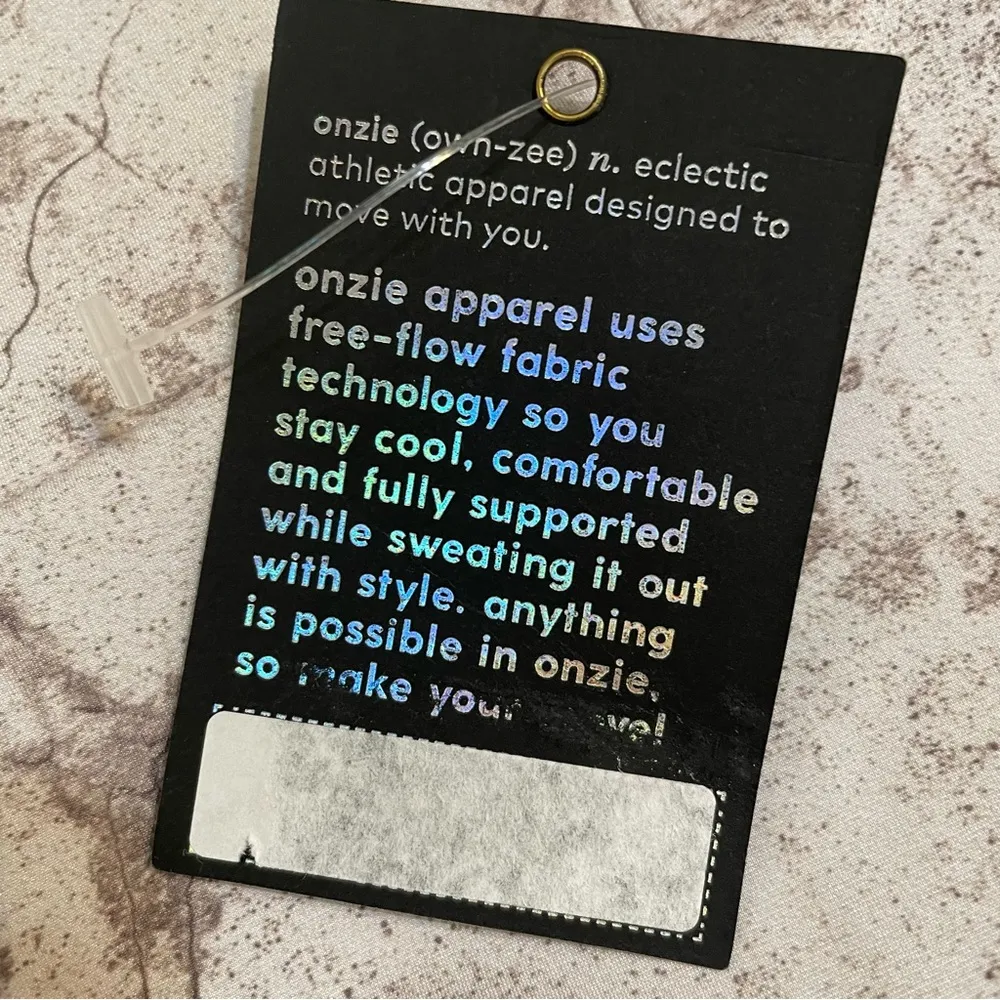 onzie (own-zee) n. eclectic
athletic apparel designed to
move with you.
onzie apparel uses
free-flow fabric
technology so you
stay cool, comfortable
and fully supported
while sweating it out
with style. anything
is possible in onzie,
so make your